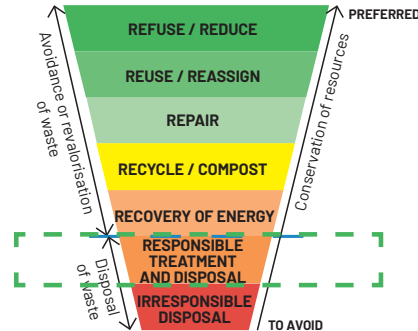 PREFERRED
REFUSE / REDUCE
REUSE / REASSIGN
REPAIR
RECYCLE / COMPOST
RECOVERY OF ENERGY
RESPONSIBLE
TREATMENT
AND DISPOSAL
IRRESPONSIBLE
DISPOSAL
TO AVOID
Avoidance or revalorisation
of waste
Disposal
of waste
Conservation of resources